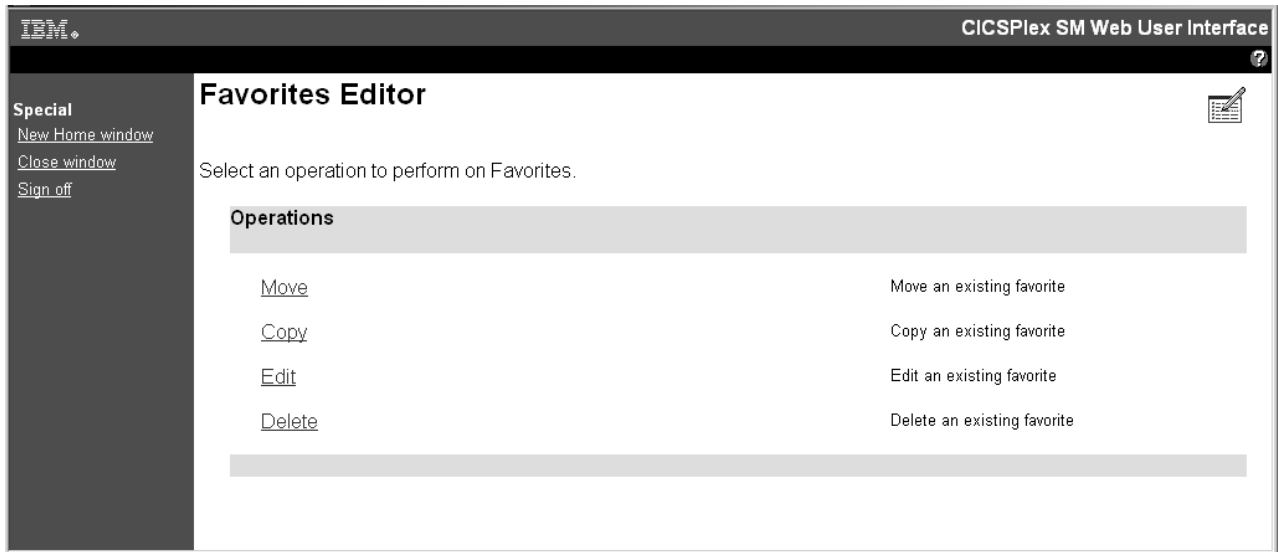 IBM.
CICSPlex SM Web User Interface
?
Special
New Home window
Close window
Sign off
Favorites Editor
Select an operation to perform on Favorites.
Operations
Move Move an existing favorite
Copy Copy an existing favorite
Edit Edit an existing favorite
Delete Delete an existing favorite